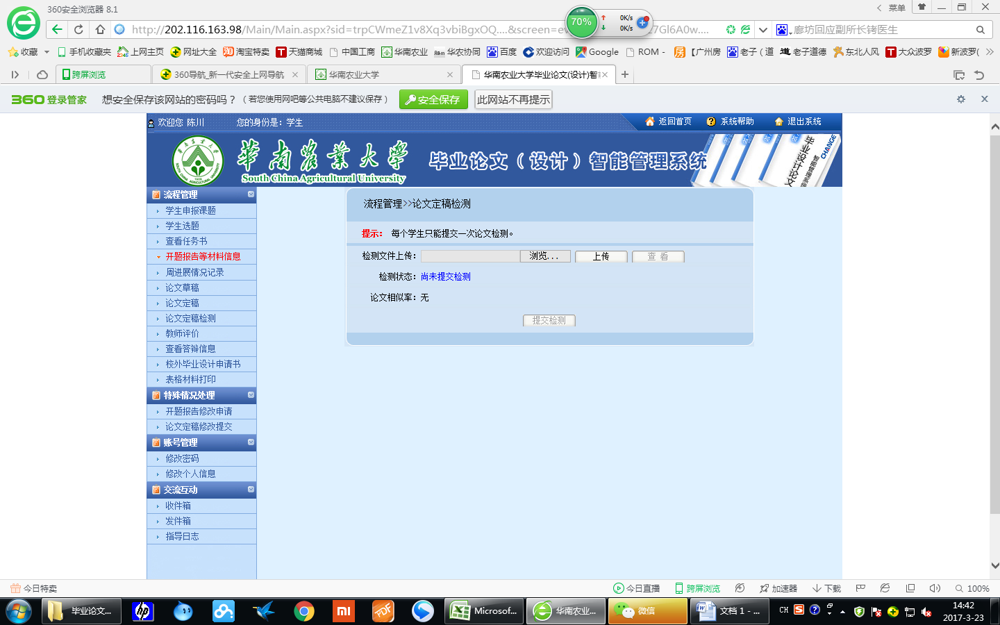 360安全浏览器 8.1
菜单
70%
0K/s
0K/s
http://202.116.163.98/Main/Main.aspx?sid=trpCWmeZ1v8Xq3vbiBgxOQ....&screen=ev
7Gl6A0w....
廊坊回应副所长铐医生
收藏 手机收藏夹 上网主页 网址大全 淘宝特卖 天猫商城 中国工商 华南农业 华农协同 百度 欢迎访问 Google ROM - 【广州房 老子（道 老子道德 东北人风 大众波罗 新波罗(
跨屏浏览 360导航_新一代安全上网导航 华南农业大学 华南农业大学毕业论文(设计)智
360 登录管家 想安全保存该网站的密码吗？（若您使用网吧等公共电脑不建议保存） 安全保存 此网站不再提示
欢迎您 陈川 您的身份是：学生 返回首页 系统帮助 退出系统
華南農業大學 毕业论文（设计）智能管理系统
South China Agricultural University
毕业设计论文
智能管理系统
CHANGE
流程管理
学生申报课题
学生选题
查看任务书
开题报告等材料信息
周进展情况记录
论文草稿
论文定稿
论文定稿检测
教师评价
查看答辩信息
校外毕业设计申请书
表格材料打印
特殊情况处理
开题报告修改申请
论文定稿修改提交
账号管理
修改密码
修改个人信息
交流互动
收件箱
发件箱
指导日志
流程管理>>论文定稿检测
提示： 每个学生只能提交一次论文检测。
检测文件上传： 浏览... 上传 查 看
检测状态：尚未提交检测
论文相似率：无
提交检测
今日特卖 今日直播 跨屏浏览 加速器 下载 100%
毕业论文... hp mi PDF Microsof... 华南农业... 微信 文档 1 - ... CH
14:42
2017-3-23